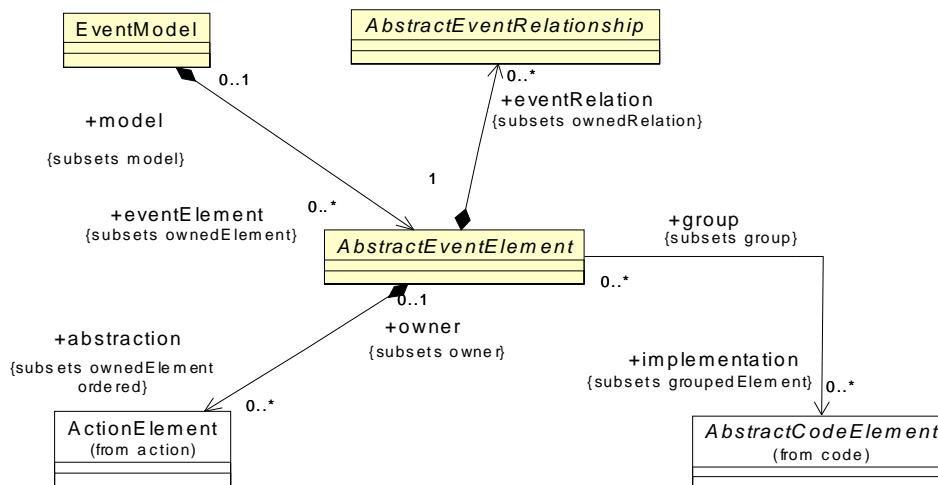 EventModel
AbstractEventRelationship
0..1
0..*
+eventRelation
{subsets ownedRelation}
+model
{subsets model}
1
+eventElement
{subsets ownedElement}
0..*
AbstractEventElement
+group
{subsets group}
0..*
0..1
+owner
{subsets owner}
+abstraction
{subsets ownedElement
ordered}
0..*
+implementation
{subsets groupedElement}
0..*
ActionElement
(from action)
AbstractCodeElement
(from code)